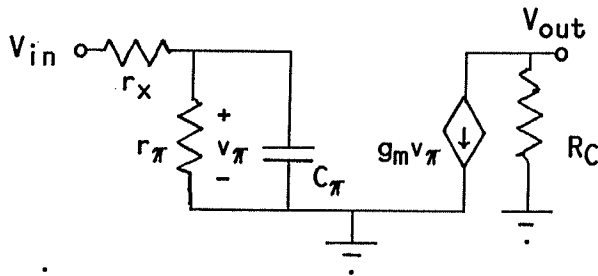 V_in
r_x
r_π
+
v_π
-
C_π
g_m v_π
V_out
R_C